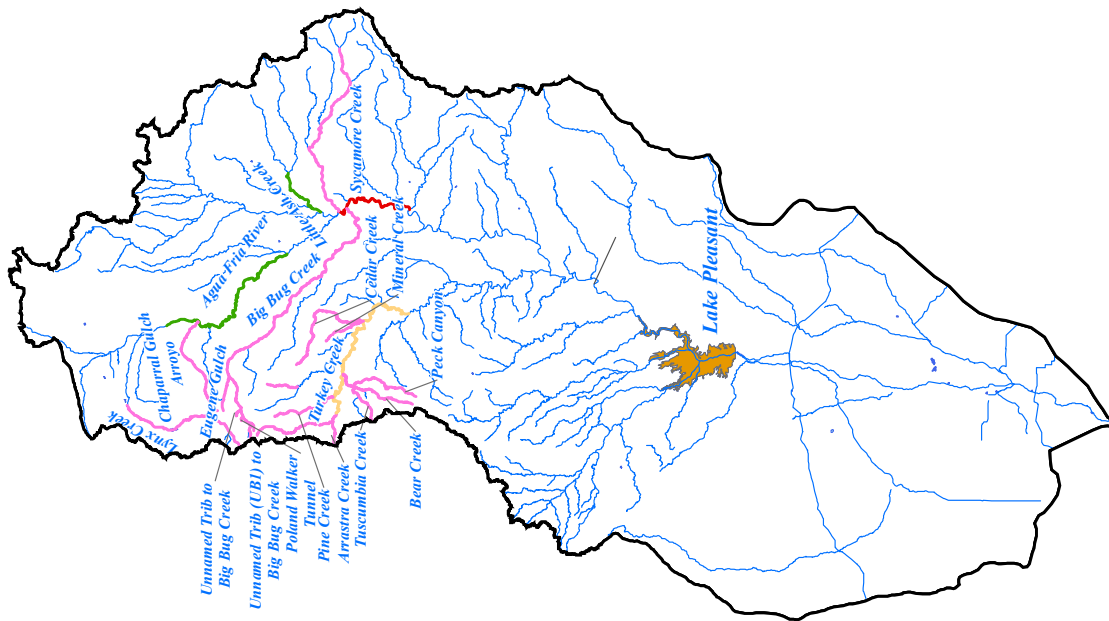 Lynx Creek
Chaparral Gulch
Arroyo
Eugene Gulch
Agua Fria River
Big Bug Creek
Little Ash Creek
Sycamore Creek
Cedar Creek
Mineral Creek
Turkey Creek
Peck Canyon
Unnamed Trib to
Big Bug Creek
Unnamed Trib (UB1) to
Big Bug Creek
Poland Walker
Tunnel
Pine Creek
Arrastra Creek
Tuscumbia Creek
Bear Creek
Lake Pleasant